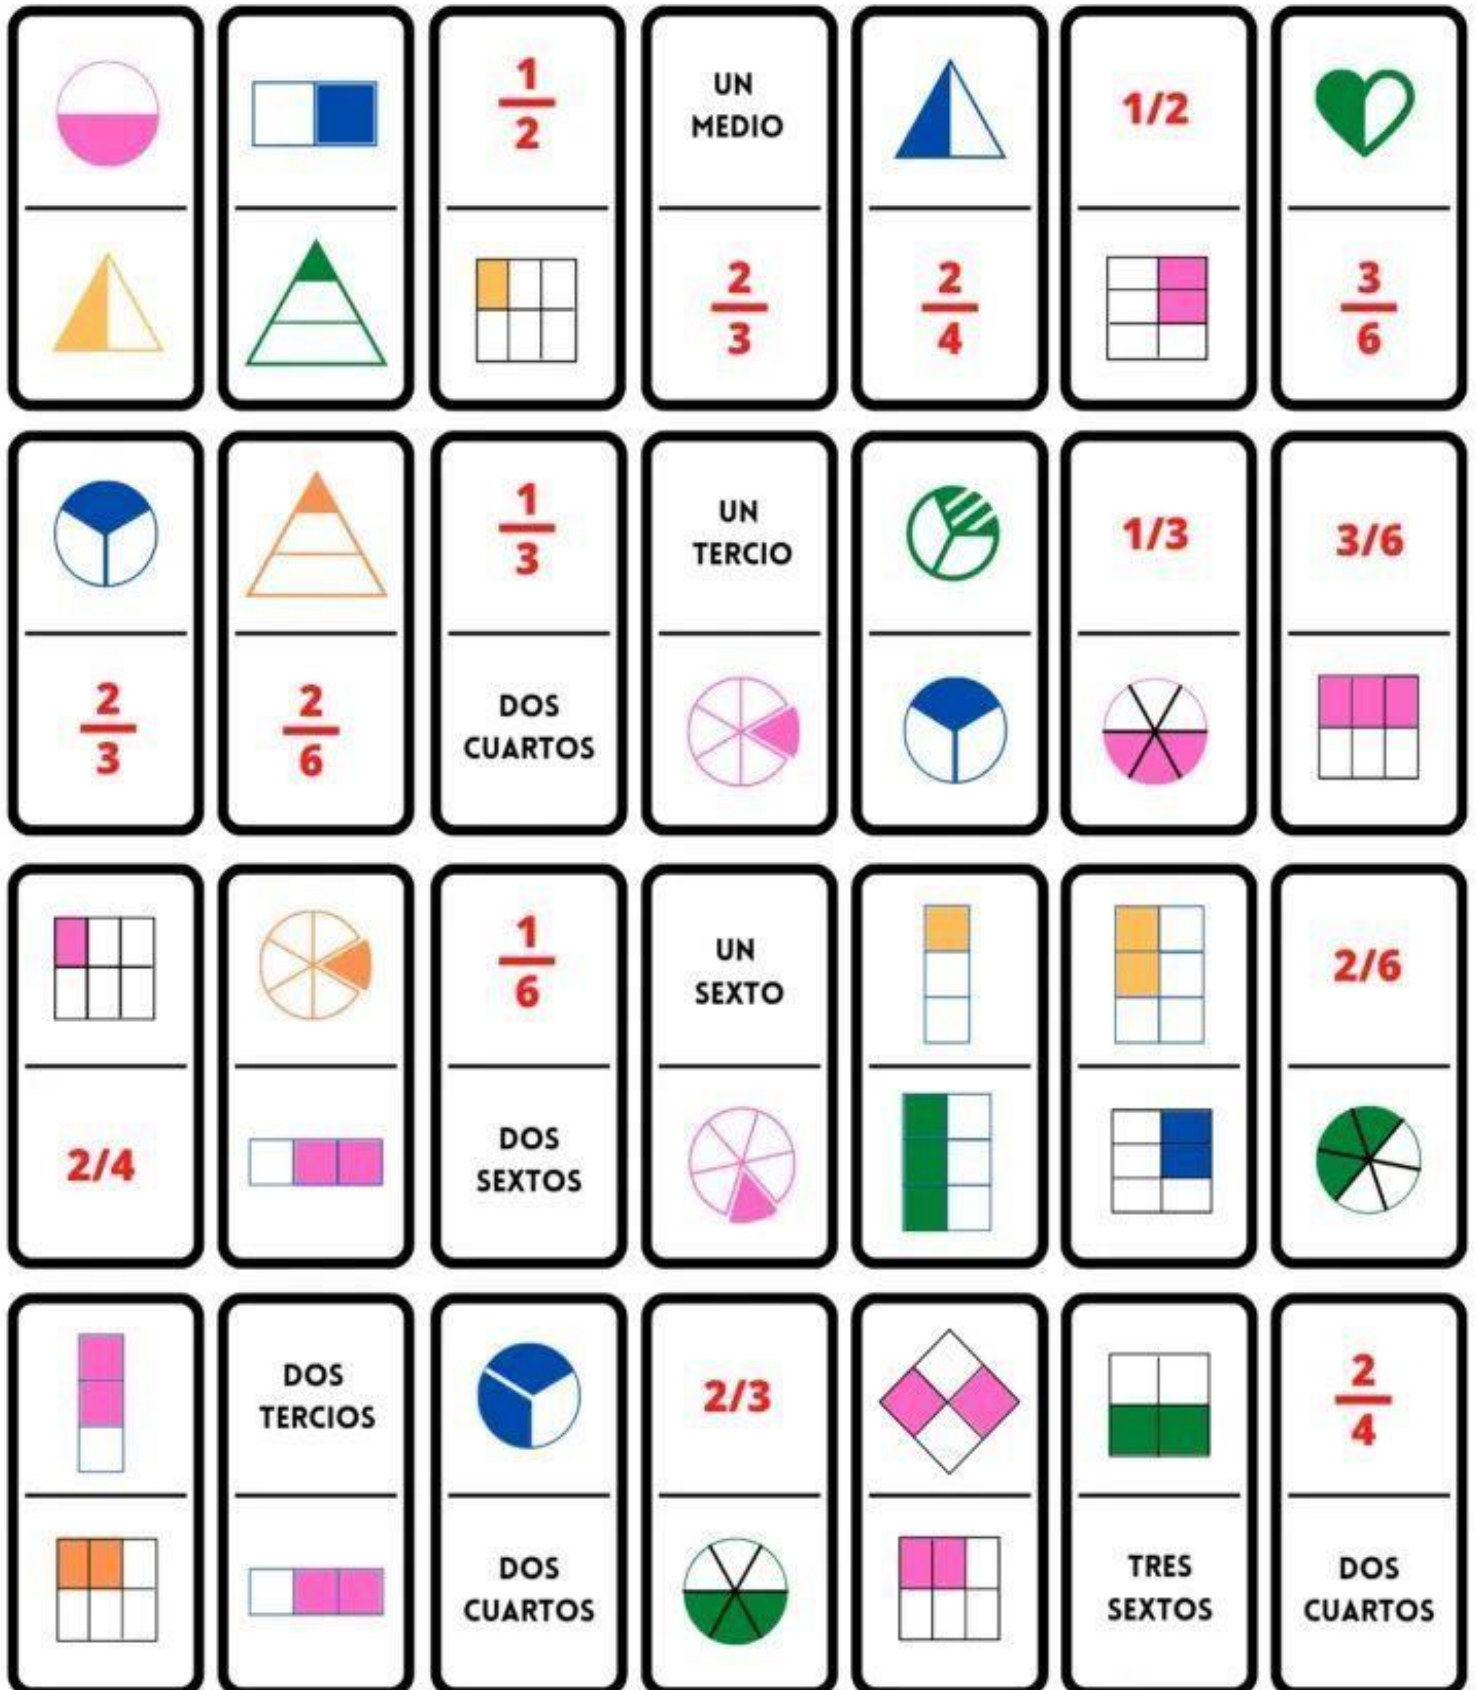 1/2
UN
MEDIO
1/2
2/3
2/4
3/6
1/3
UN
TERCIO
1/3
3/6
2/3
2/6
DOS
CUARTOS
1/6
UN
SEXTO
2/6
2/4
DOS
SEXTOS
DOS
TERCIOS
2/3
2/4
DOS
CUARTOS
TRES
SEXTOS
DOS
CUARTOS